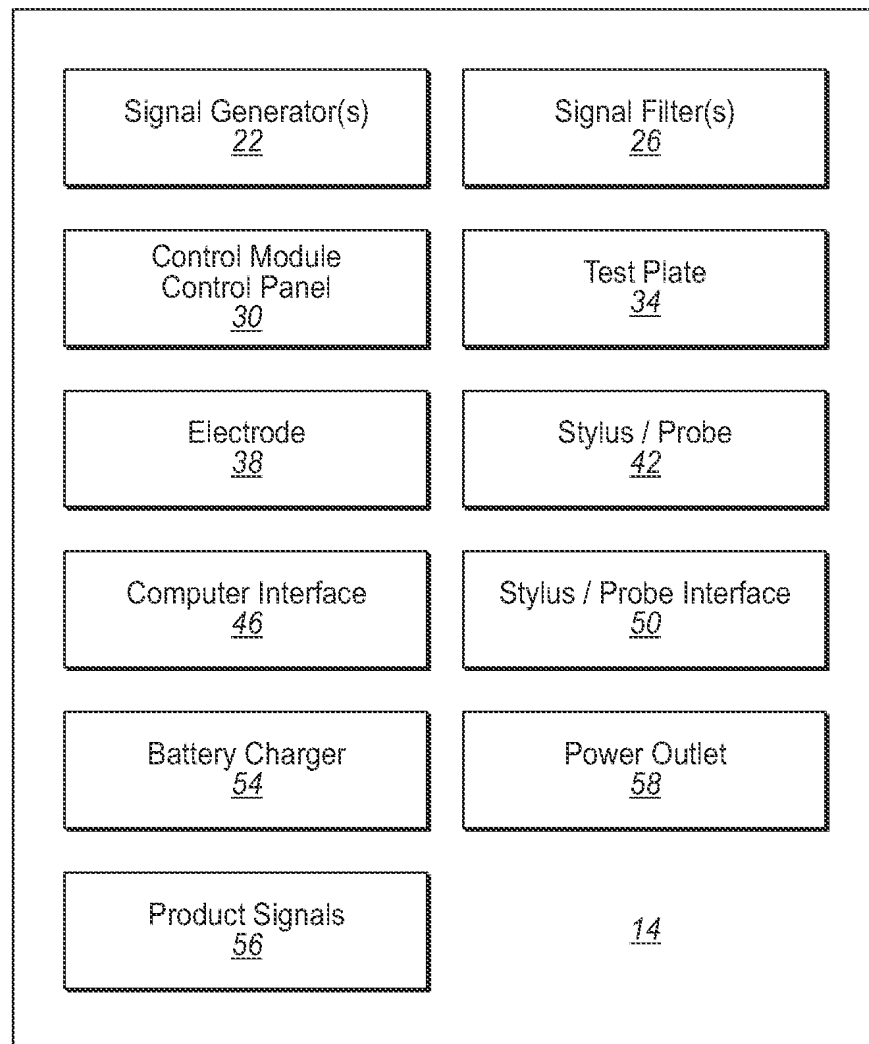 Signal Generator(s)
22
Signal Filter(s)
26
Control Module
Control Panel
30
Test Plate
34
Electrode
38
Stylus / Probe
42
Computer Interface
46
Stylus / Probe Interface
50
Battery Charger
54
Power Outlet
58
Product Signals
56
14